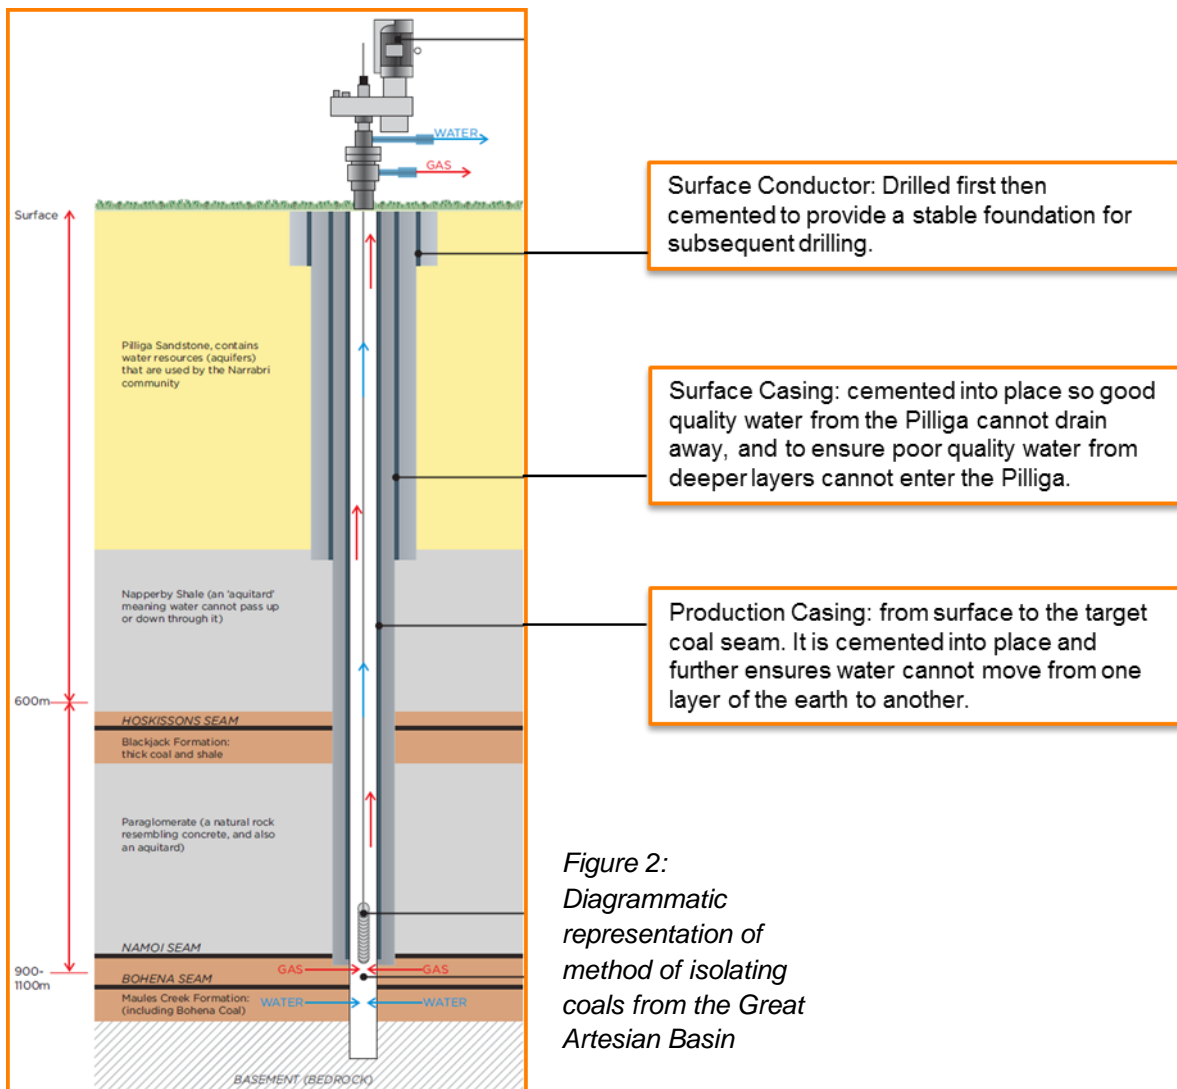 WATER
GAS
Surface
Surface Conductor: Drilled first then
cemented to provide a stable foundation for
subsequent drilling.
Pilliga Sandstone, contains
water resources (aquifers)
that are used by the Narrabri
community
Surface Casing: cemented into place so good
quality water from the Pilliga cannot drain
away, and to ensure poor quality water from
deeper layers cannot enter the Pilliga.
Napperby Shale (an 'aquitard'
meaning water cannot pass up
or down through it)
Production Casing: from surface to the target
coal seam. It is cemented into place and
further ensures water cannot move from one
layer of the earth to another.
600m
HOSKISSONS SEAM
Blackjack Formation:
thick coal and shale
Paraglomerate (a natural rock
resembling concrete, and also
an aquitard)
NAMOI SEAM
900-
1100m
GAS
GAS
BOHENA SEAM
Maules Creek Formation:
(including Bohena Coal)
WATER
WATER
BASEMENT (BEDROCK)
Figure 2:
Diagrammatic
representation of
method of isolating
coals from the Great
Artesian Basin